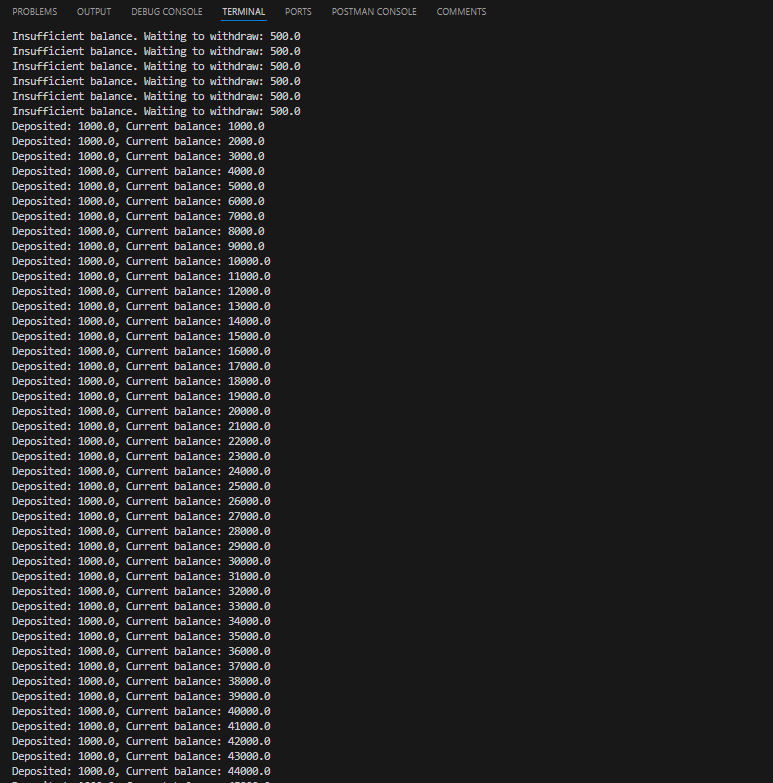 PROBLEMS OUTPUT DEBUG CONSOLE TERMINAL PORTS POSTMAN CONSOLE COMMENTS
Insufficient balance. Waiting to withdraw: 500.0
Insufficient balance. Waiting to withdraw: 500.0
Insufficient balance. Waiting to withdraw: 500.0
Insufficient balance. Waiting to withdraw: 500.0
Insufficient balance. Waiting to withdraw: 500.0
Insufficient balance. Waiting to withdraw: 500.0
Deposited: 1000.0, Current balance: 1000.0
Deposited: 1000.0, Current balance: 2000.0
Deposited: 1000.0, Current balance: 3000.0
Deposited: 1000.0, Current balance: 4000.0
Deposited: 1000.0, Current balance: 5000.0
Deposited: 1000.0, Current balance: 6000.0
Deposited: 1000.0, Current balance: 7000.0
Deposited: 1000.0, Current balance: 8000.0
Deposited: 1000.0, Current balance: 9000.0
Deposited: 1000.0, Current balance: 10000.0
Deposited: 1000.0, Current balance: 11000.0
Deposited: 1000.0, Current balance: 12000.0
Deposited: 1000.0, Current balance: 13000.0
Deposited: 1000.0, Current balance: 14000.0
Deposited: 1000.0, Current balance: 15000.0
Deposited: 1000.0, Current balance: 16000.0
Deposited: 1000.0, Current balance: 17000.0
Deposited: 1000.0, Current balance: 18000.0
Deposited: 1000.0, Current balance: 19000.0
Deposited: 1000.0, Current balance: 20000.0
Deposited: 1000.0, Current balance: 21000.0
Deposited: 1000.0, Current balance: 22000.0
Deposited: 1000.0, Current balance: 23000.0
Deposited: 1000.0, Current balance: 24000.0
Deposited: 1000.0, Current balance: 25000.0
Deposited: 1000.0, Current balance: 26000.0
Deposited: 1000.0, Current balance: 27000.0
Deposited: 1000.0, Current balance: 28000.0
Deposited: 1000.0, Current balance: 29000.0
Deposited: 1000.0, Current balance: 30000.0
Deposited: 1000.0, Current balance: 31000.0
Deposited: 1000.0, Current balance: 32000.0
Deposited: 1000.0, Current balance: 33000.0
Deposited: 1000.0, Current balance: 34000.0
Deposited: 1000.0, Current balance: 35000.0
Deposited: 1000.0, Current balance: 36000.0
Deposited: 1000.0, Current balance: 37000.0
Deposited: 1000.0, Current balance: 38000.0
Deposited: 1000.0, Current balance: 39000.0
Deposited: 1000.0, Current balance: 40000.0
Deposited: 1000.0, Current balance: 41000.0
Deposited: 1000.0, Current balance: 42000.0
Deposited: 1000.0, Current balance: 43000.0
Deposited: 1000.0, Current balance: 44000.0